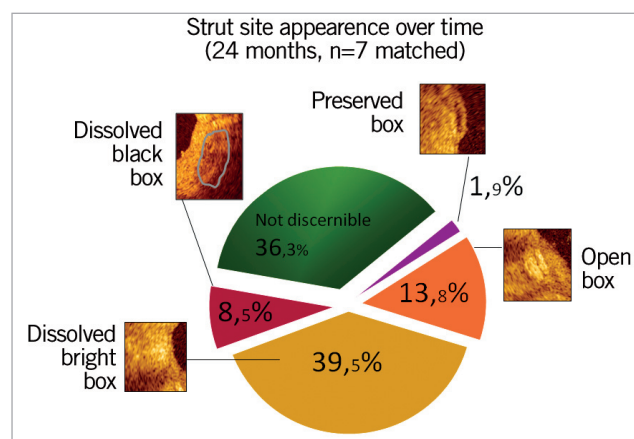 Strut site appearence over time
(24 months, n=7 matched)
Preserved
box
Dissolved
black
box
1,9%
Not discernible
36,3%
Open
box
13,8%
8,5%
Dissolved
bright
box
39,5%